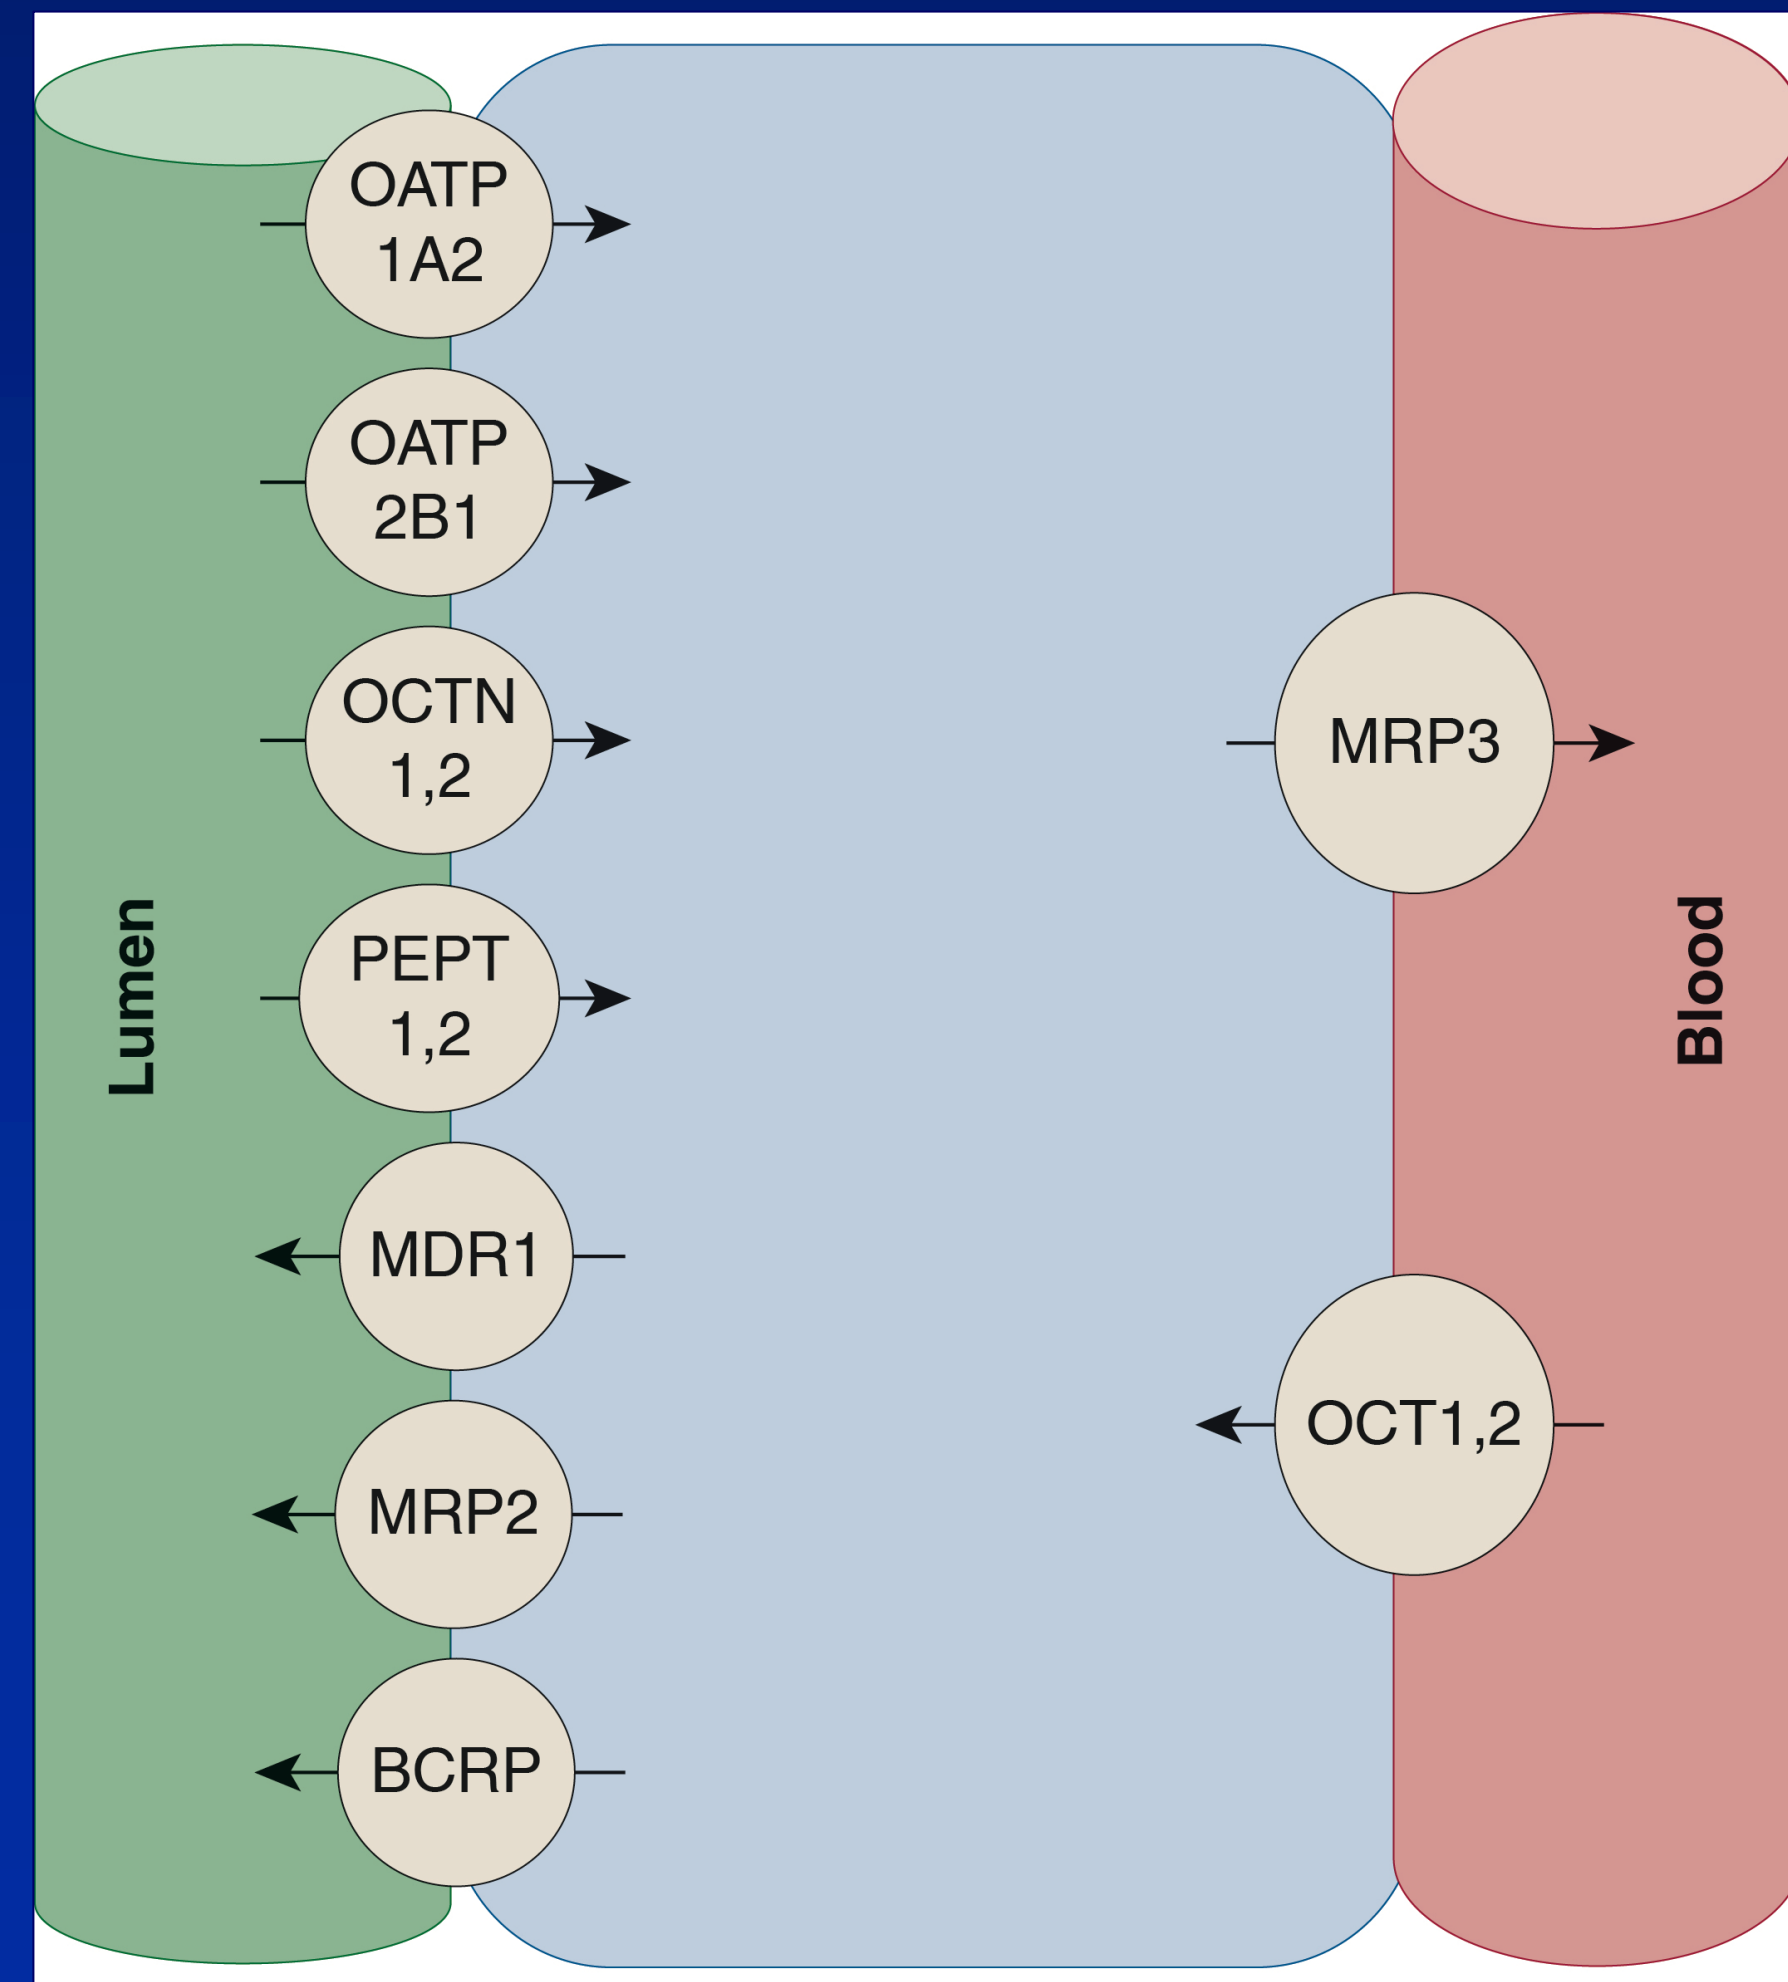 OATP
1A2
OATP
2B1
OCTN
1,2
PEPT
1,2
MDR1
MRP2
BCRP
Lumen
MRP3
OCT1,2
Blood